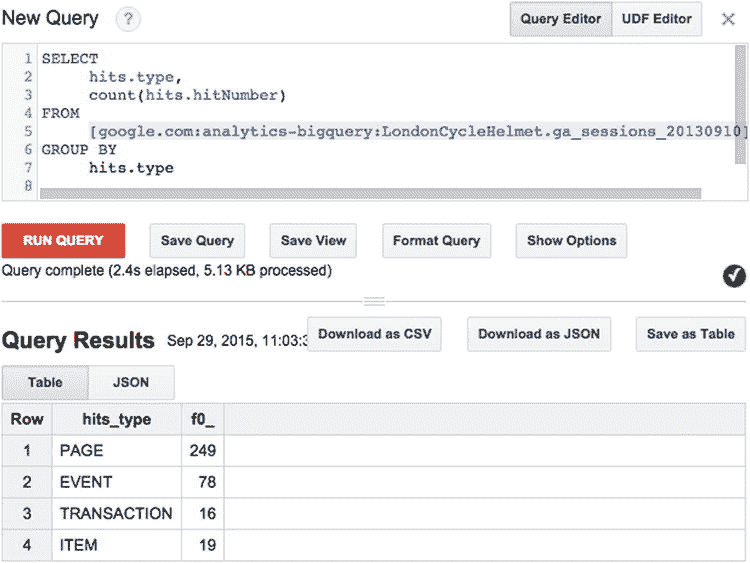 New Query ? Query Editor UDF Editor ×
1 SELECT
2 hits.type,
3 count(hits.hitNumber)
4 FROM
5 [google.com:analytics-bigquery:LondonCycleHelmet.ga_sessions_20130910]
6 GROUP BY
7 hits.type
8
RUN QUERY Save Query Save View Format Query Show Options
Query complete (2.4s elapsed, 5.13 KB processed)
Query Results Sep 29, 2015, 11:03:3 Download as CSV Download as JSON Save as Table
Table JSON
Row hits_type f0_
1 PAGE 249
2 EVENT 78
3 TRANSACTION 16
4 ITEM 19